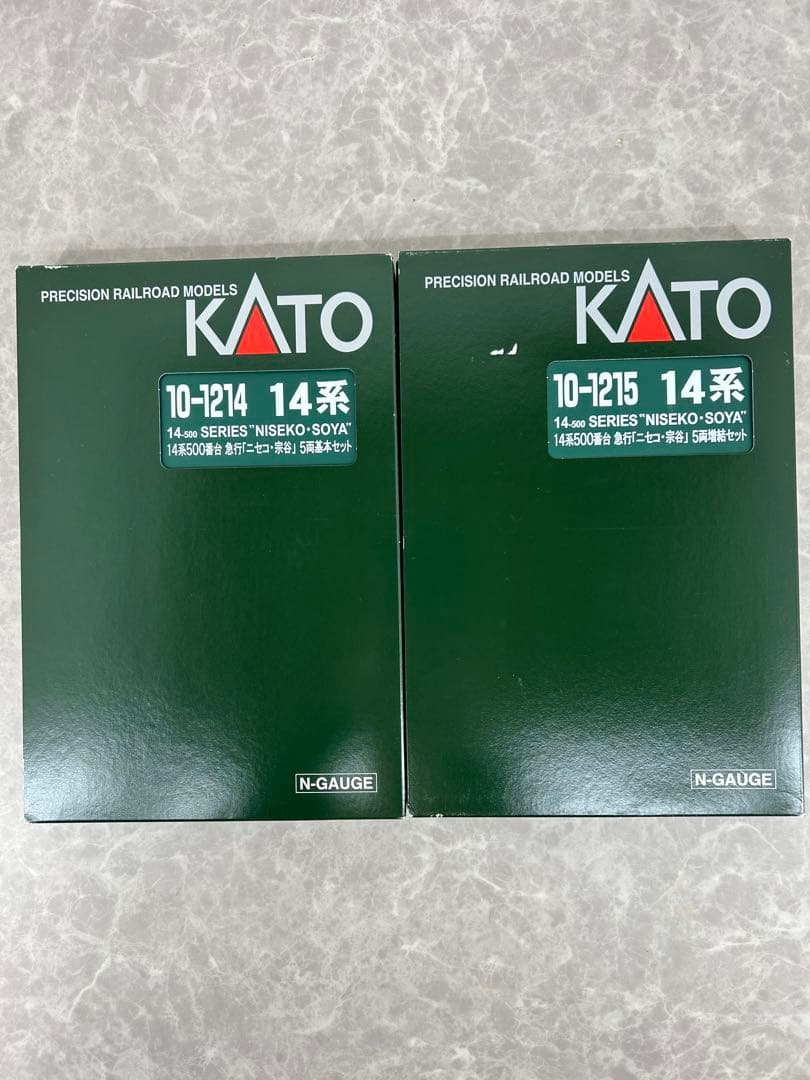 PRECISION RAILROAD MODELS
KATO
10-1214 14系
14-500 SERIES "NISEKO・SOYA"
14系500番台 急行「ニセコ・宗谷」5両基本セット
N-GAUGE
PRECISION RAILROAD MODELS
KATO
10-1215 14系
14-500 SERIES "NISEKO・SOYA"
14系500番台 急行「ニセコ・宗谷」5両増結セット
N-GAUGE